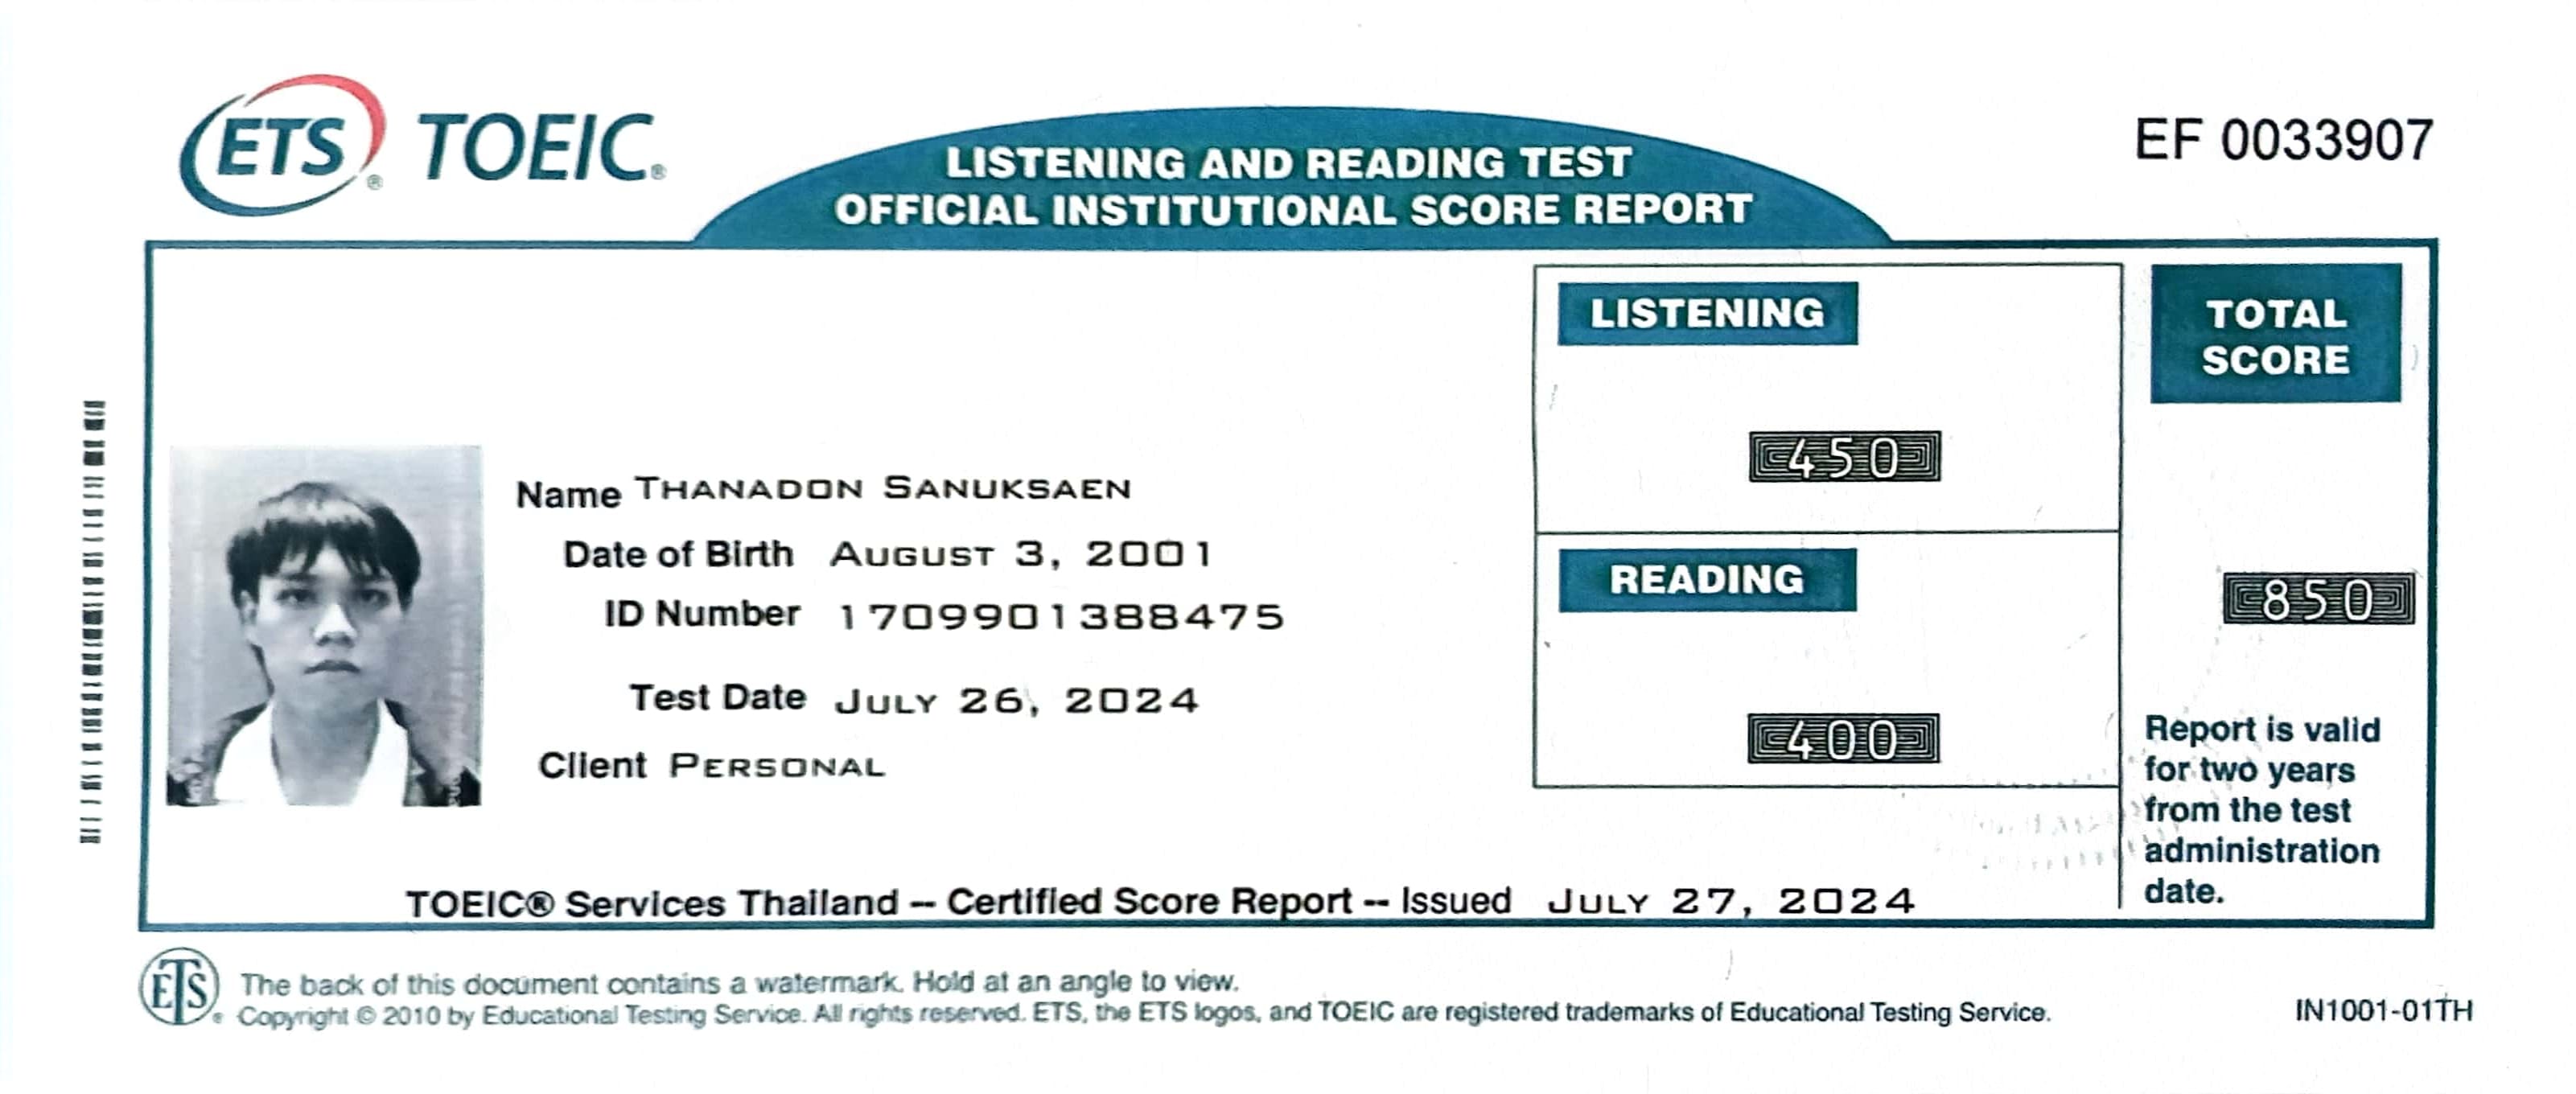 ETS® TOEIC®
LISTENING AND READING TEST
OFFICIAL INSTITUTIONAL SCORE REPORT
EF 0033907
LISTENING
450
READING
400
TOTAL
SCORE
850
Name THANADON SANUKSAEN
Date of Birth AUGUST 3, 2001
ID Number 1709901388475
Test Date JULY 26, 2024
Client PERSONAL
Report is valid
for two years
from the test
administration
date.
TOEIC® Services Thailand -- Certified Score Report -- Issued JULY 27, 2024
ETS® The back of this document contains a watermark. Hold at an angle to view.
Copyright © 2010 by Educational Testing Service. All rights reserved. ETS, the ETS logos, and TOEIC are registered trademarks of Educational Testing Service.
IN1001-01TH